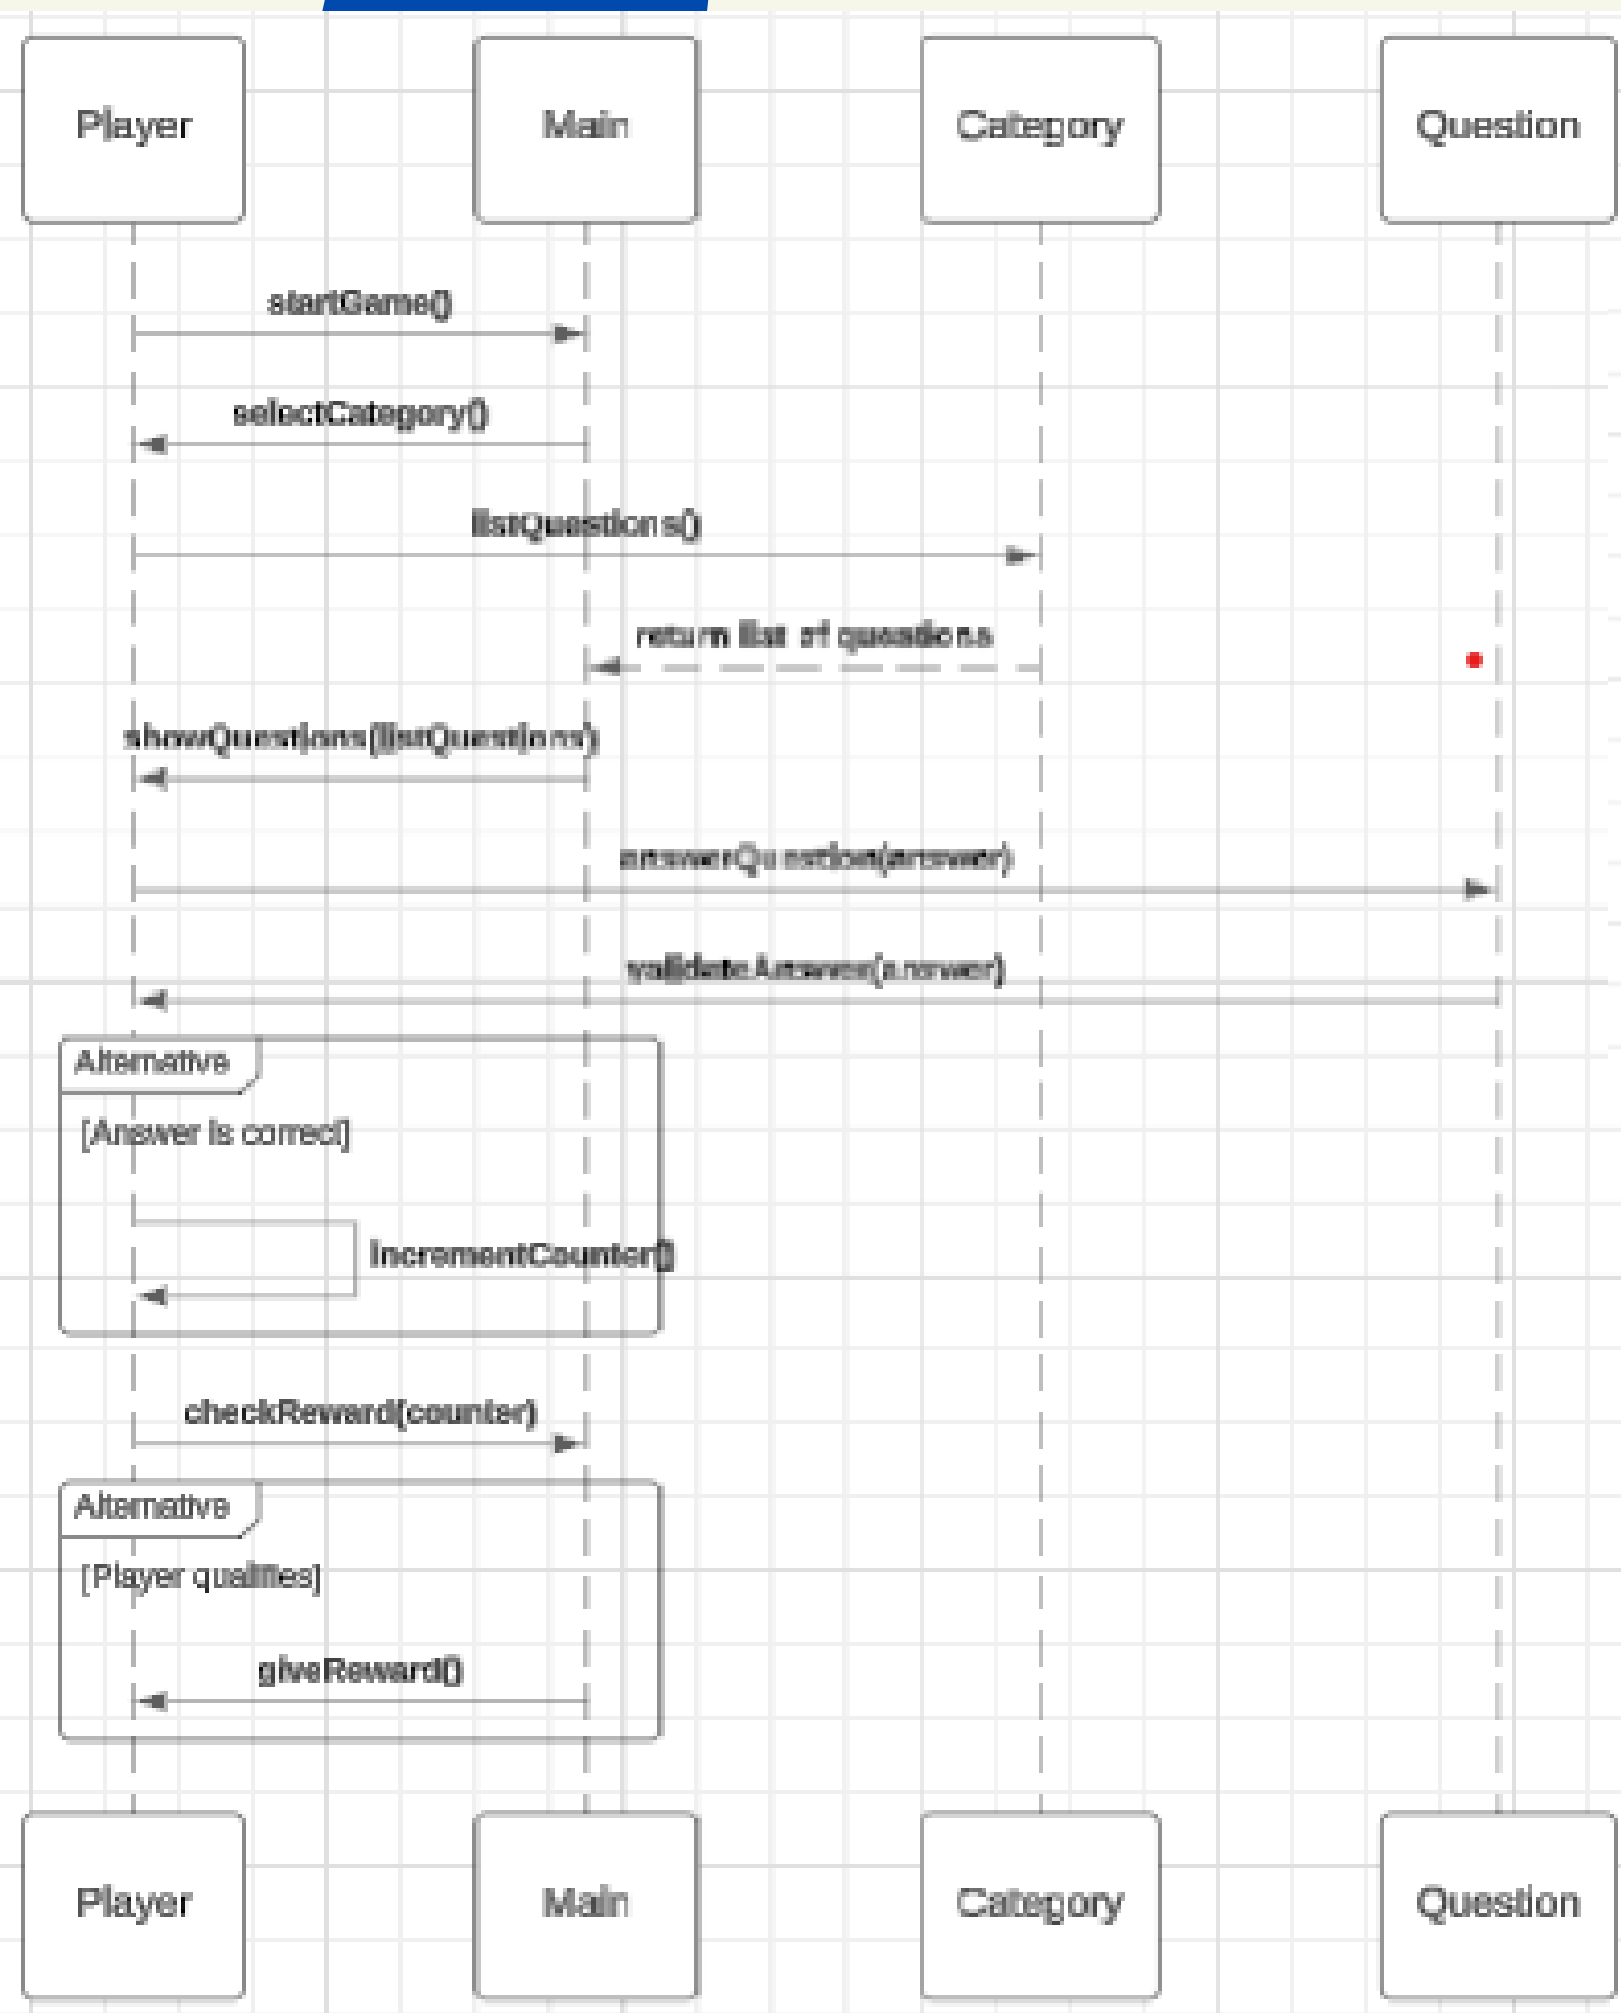 Player
Main
Category
Question
startGame()
selectCategory()
listQuestions()
return list of questions
showQuestions(listQuestions)
answerQuestion(answer)
validateAnswer(answer)
Alternative
[Answer is correct]
incrementCounter()
checkReward(counter)
Alternative
[Player qualifies]
giveReward()
Player
Main
Category
Question